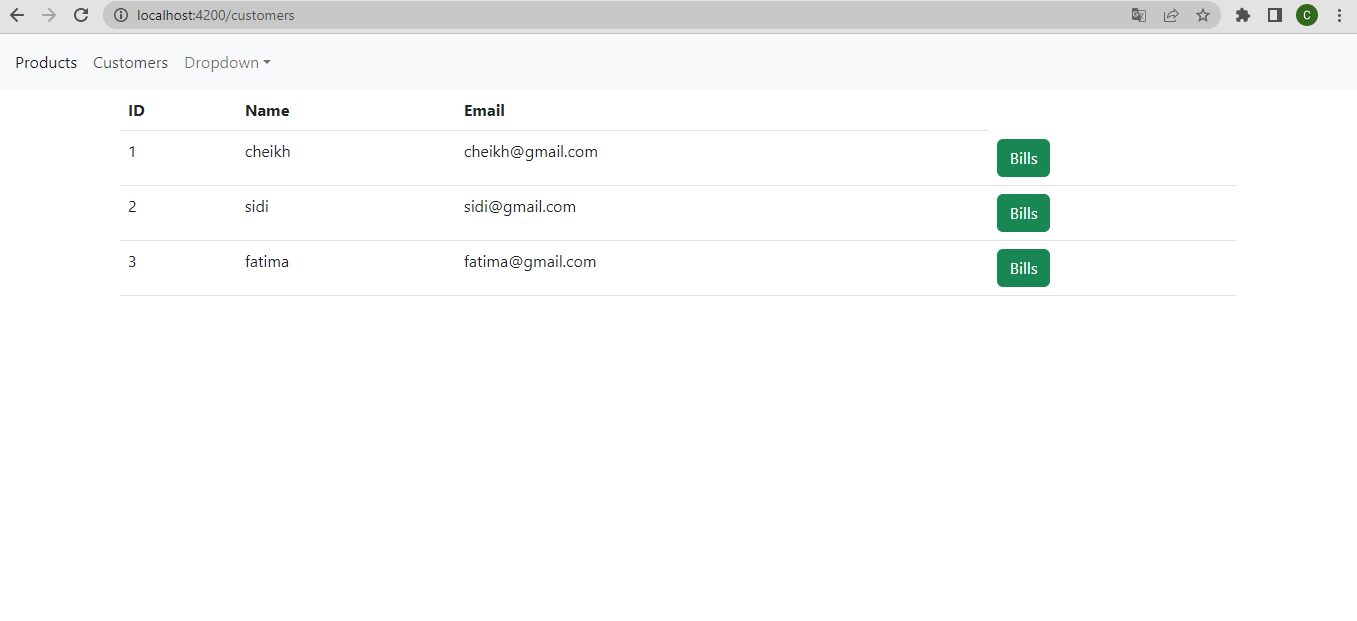 localhost:4200/customers
C
Products Customers Dropdown
ID Name Email
1 cheikh cheikh@gmail.com Bills
2 sidi sidi@gmail.com Bills
3 fatima fatima@gmail.com Bills